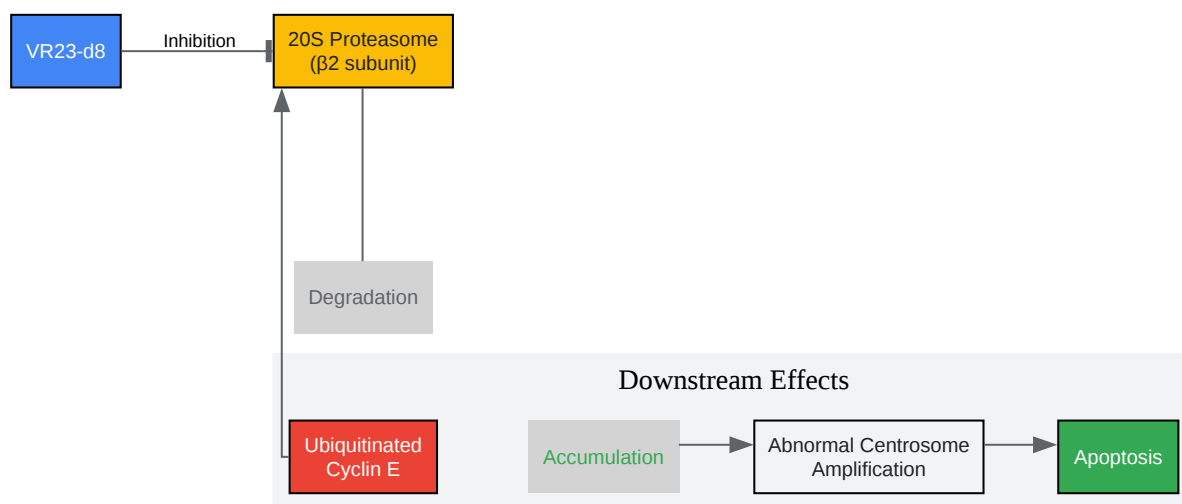 VR23-d8
Inhibition
20S Proteasome
(β2 subunit)
Degradation
Downstream Effects
Ubiquitinated
Cyclin E
Accumulation
Abnormal Centrosome
Amplification
Apoptosis